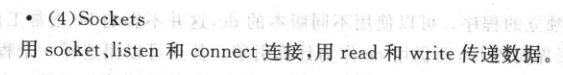 • (4)Sockets
用 socket、listen 和 connect 连接,用 read 和 write 传递数据。